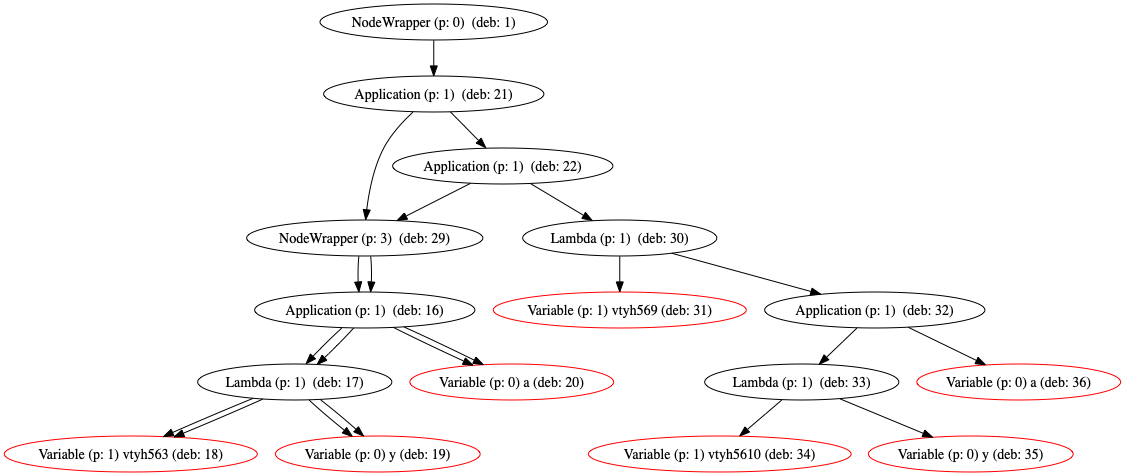 NodeWrapper (p: 0)  (deb: 1)
Application (p: 1)  (deb: 21)
Application (p: 1)  (deb: 22)
NodeWrapper (p: 3)  (deb: 29)
Lambda (p: 1)  (deb: 30)
Application (p: 1)  (deb: 16)
Variable (p: 1) vtyh569 (deb: 31)
Application (p: 1)  (deb: 32)
Lambda (p: 1)  (deb: 17)
Variable (p: 0) a (deb: 20)
Lambda (p: 1)  (deb: 33)
Variable (p: 0) a (deb: 36)
Variable (p: 1) vtyh563 (deb: 18)
Variable (p: 0) y (deb: 19)
Variable (p: 1) vtyh5610 (deb: 34)
Variable (p: 0) y (deb: 35)